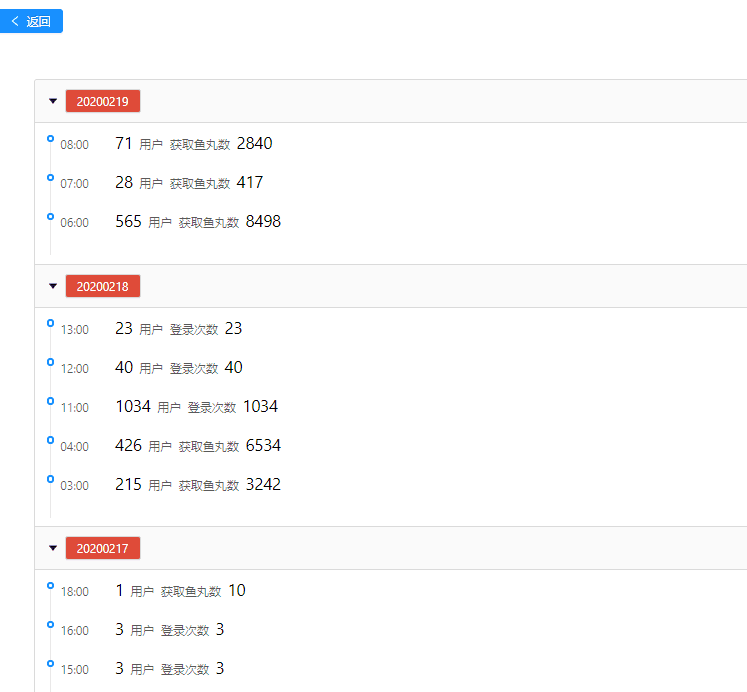 返回
20200219
08:00 71 用户 获取鱼丸数 2840
07:00 28 用户 获取鱼丸数 417
06:00 565 用户 获取鱼丸数 8498
20200218
13:00 23 用户 登录次数 23
12:00 40 用户 登录次数 40
11:00 1034 用户 登录次数 1034
04:00 426 用户 获取鱼丸数 6534
03:00 215 用户 获取鱼丸数 3242
20200217
18:00 1 用户 获取鱼丸数 10
16:00 3 用户 登录次数 3
15:00 3 用户 登录次数 3